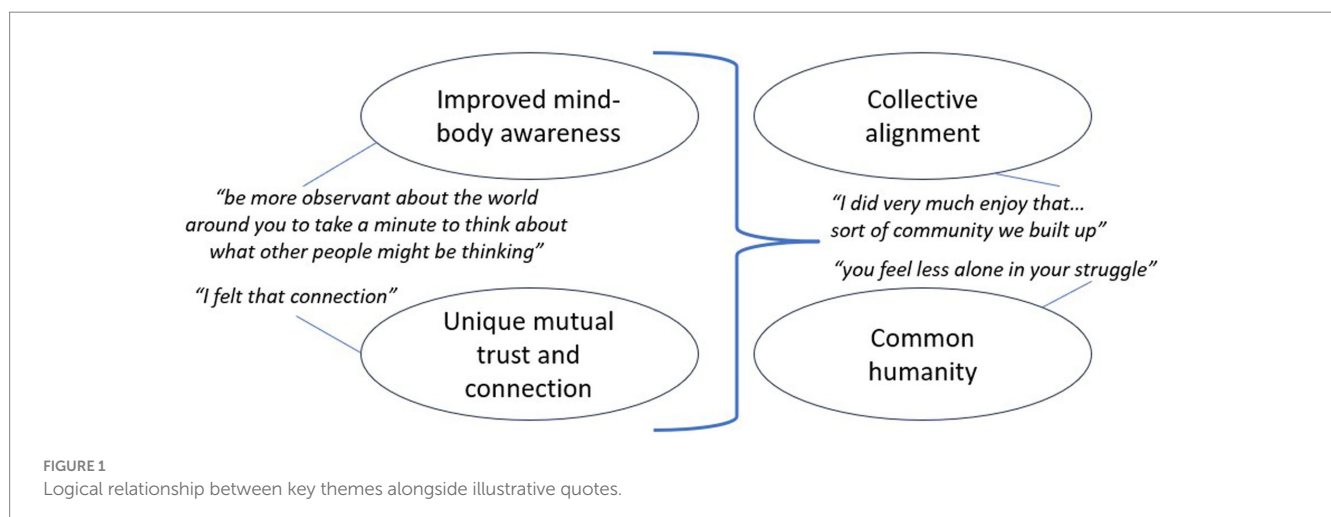 Improved mind-
body awareness
“be more observant about the world
around you to take a minute to think about
what other people might be thinking”
“I felt that connection”
Unique mutual
trust and
connection
Collective
alignment
“I did very much enjoy that...
sort of community we built up”
“you feel less alone in your struggle”
Common
humanity
FIGURE 1
Logical relationship between key themes alongside illustrative quotes.